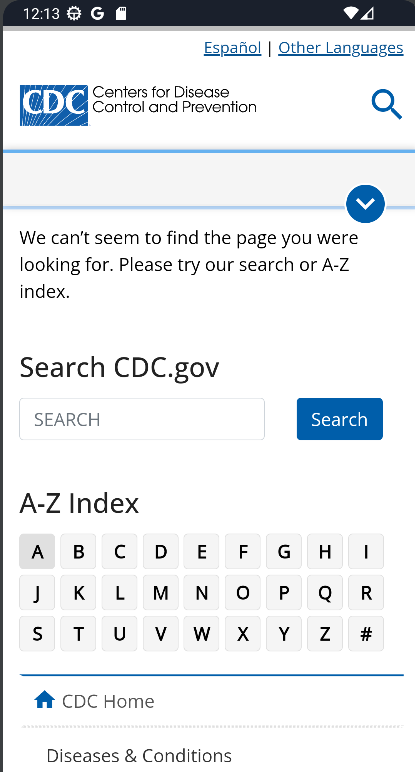 12:13
Español | Other Languages
CDC Centers for Disease
Control and Prevention
We can’t seem to find the page you were
looking for. Please try our search or A-Z
index.
Search CDC.gov
SEARCH Search
A-Z Index
A B C D E F G H I
J K L M N O P Q R
S T U V W X Y Z #
CDC Home
Diseases & Conditions